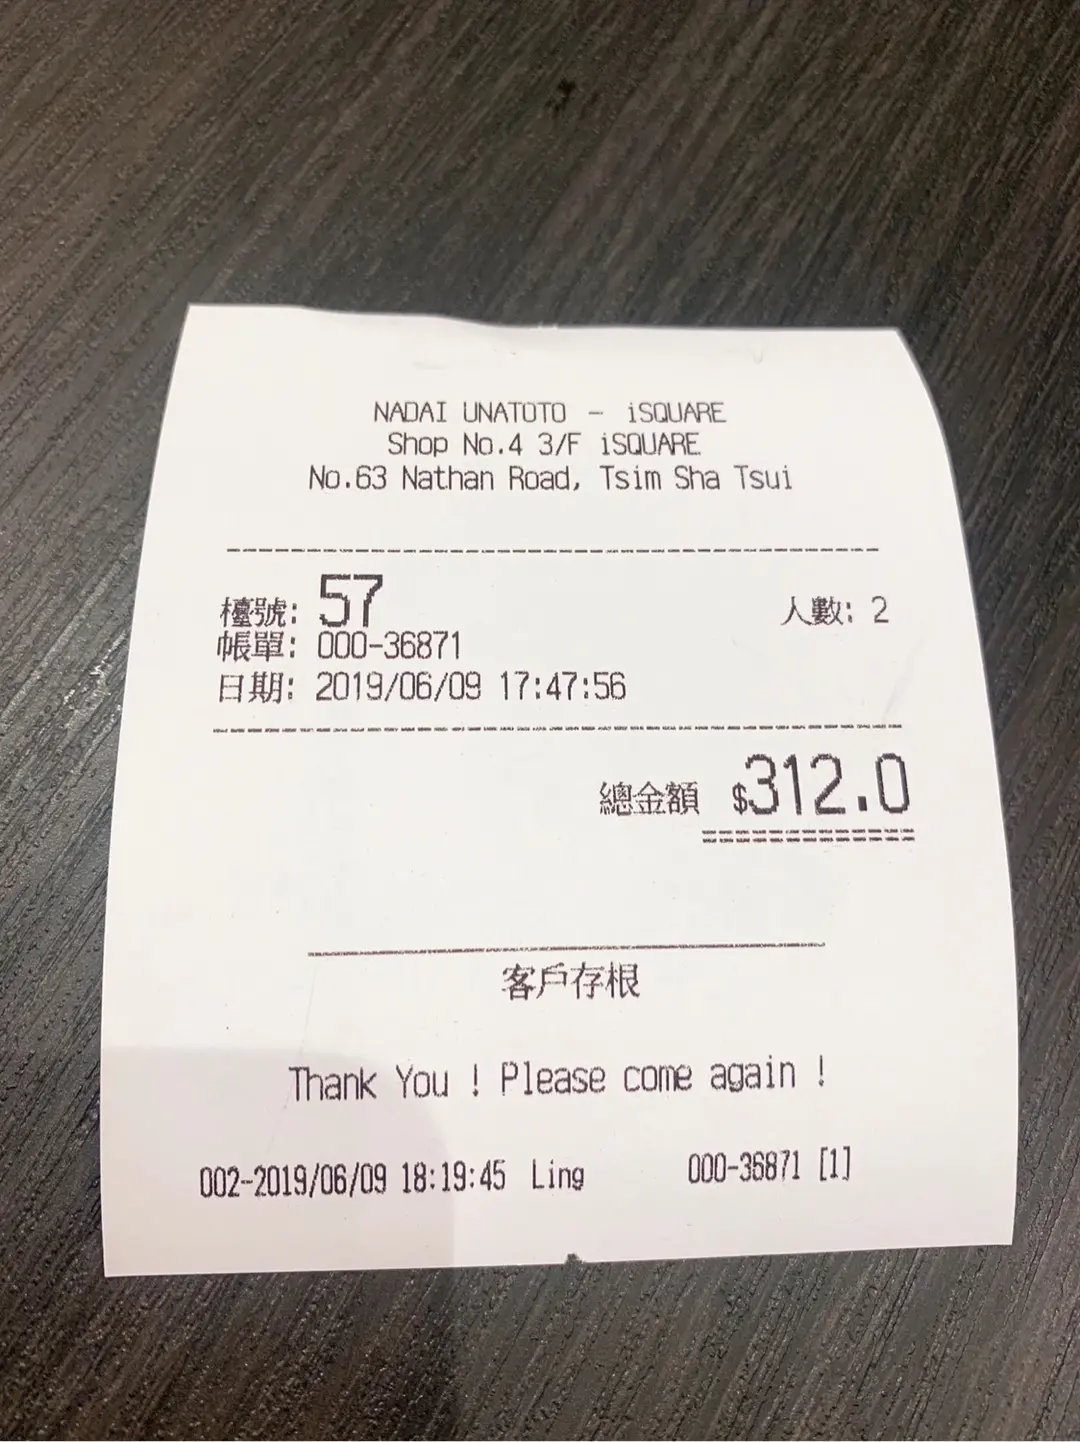 NADAI UNATOTO - iSQUARE
Shop No.4 3/F iSQUARE
No.63 Nathan Road, Tsim Sha Tsui
檯號: 57 人數: 2
帳單: 000-36871
日期: 2019/06/09 17:47:56
總金額 $312.0
客戶存根
Thank You ! Please come again !
002-2019/06/09 18:19:45 Ling 000-36871 [1]